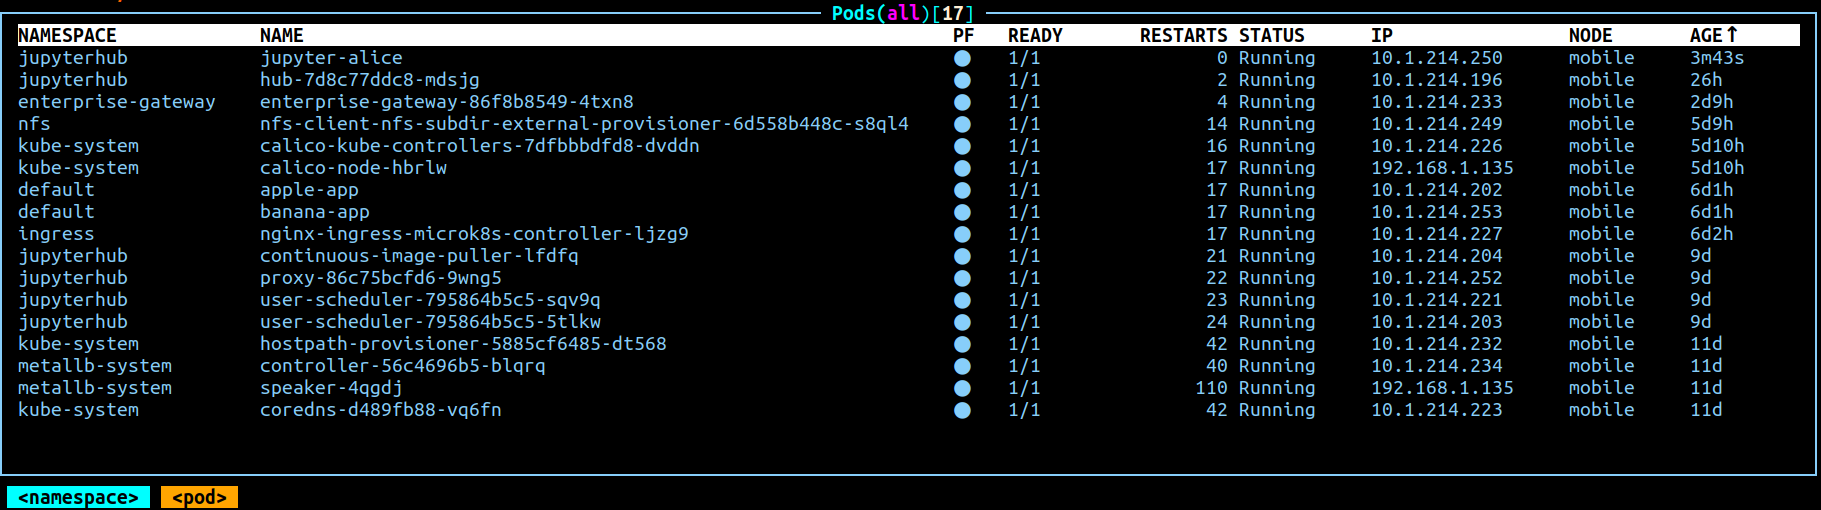 Pods(all)[17]
NAMESPACE NAME PF READY RESTARTS STATUS IP NODE AGE↑
jupyterhub jupyter-alice ● 1/1 0 Running 10.1.214.250 mobile 3m43s
jupyterhub hub-7d8c77ddc8-mdsjg ● 1/1 2 Running 10.1.214.196 mobile 26h
enterprise-gateway enterprise-gateway-86f8b8549-4txn8 ● 1/1 4 Running 10.1.214.233 mobile 2d9h
nfs nfs-client-nfs-subdir-external-provisioner-6d558b448c-s8ql4 ● 1/1 14 Running 10.1.214.249 mobile 5d9h
kube-system calico-kube-controllers-7dfbbbdfd8-dvddn ● 1/1 16 Running 10.1.214.226 mobile 5d10h
kube-system calico-node-hbrlw ● 1/1 17 Running 192.168.1.135 mobile 5d10h
default apple-app ● 1/1 17 Running 10.1.214.202 mobile 6d1h
default banana-app ● 1/1 17 Running 10.1.214.253 mobile 6d1h
ingress nginx-ingress-microk8s-controller-ljzg9 ● 1/1 17 Running 10.1.214.227 mobile 6d2h
jupyterhub continuous-image-puller-lfdfq ● 1/1 21 Running 10.1.214.204 mobile 9d
jupyterhub proxy-86c75bcfd6-9wng5 ● 1/1 22 Running 10.1.214.252 mobile 9d
jupyterhub user-scheduler-795864b5c5-sqv9q ● 1/1 23 Running 10.1.214.221 mobile 9d
jupyterhub user-scheduler-795864b5c5-5tlkw ● 1/1 24 Running 10.1.214.203 mobile 9d
kube-system hostpath-provisioner-5885cf6485-dt568 ● 1/1 42 Running 10.1.214.232 mobile 11d
metallb-system controller-56c4696b5-blqrq ● 1/1 40 Running 10.1.214.234 mobile 11d
metallb-system speaker-4qgdj ● 1/1 110 Running 192.168.1.135 mobile 11d
kube-system coredns-d489fb88-vq6fn ● 1/1 42 Running 10.1.214.223 mobile 11d
<namespace> <pod>